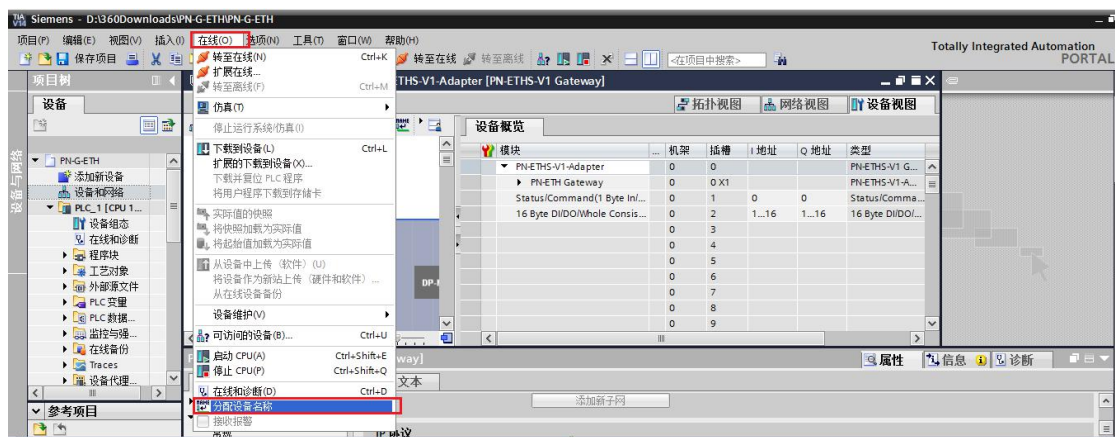 Siemens - D:\360Downloads\PN-G-ETH\PN-G-ETH
项目(P) 编辑(E) 视图(V) 插入(I) 在线(O) 选项(N) 工具(T) 窗口(W) 帮助(H)
Totally Integrated Automation
PORTAL
保存项目 转至在线 转至离线 <在项目中搜索>
项目树
THS-V1-Adapter [PN-ETHS-V1 Gateway]
设备
拓扑视图 网络视图 设备视图
设备与网络
PN-G-ETH
添加新设备
设备和网络
PLC_1 [CPU 1...
设备组态
在线和诊断
程序块
工艺对象
外部源文件
PLC 变量
PLC 数据...
监控与强...
在线备份
Traces
设备代理...
参考项目
转至在线(N) Ctrl+K
扩展在线...
转至离线(F) Ctrl+M
仿真(T)
停止运行系统/仿真(I)
下载到设备(L) Ctrl+L
扩展的下载到设备(X)...
下载并复位 PLC 程序
将用户程序下载到存储卡
实际值的快照
将快照加载为实际值
将起始值加载为实际值
从设备中上传（软件）(U)
将设备作为新站上传（硬件和软件）...
从在线设备备份
设备维护(V)
可访问的设备(B)... Ctrl+U
启动 CPU(A) Ctrl+Shift+E
停止 CPU(P) Ctrl+Shift+Q
在线和诊断(D) Ctrl+D
分配设备名称
接收报警
设备概览
模块 ... 机架 插槽 I 地址 Q 地址 类型
PN-ETHS-V1-Adapter 0 0 PN-ETHS-V1 G...
PN-ETH Gateway 0 0 X1 PN-ETHS-V1-A...
Status/Command(1 Byte In/... 0 1 0 0 Status/Comma...
16 Byte DI/DO/Whole Consis... 0 2 1...16 1...16 16 Byte DI/DO/...
0 3
0 4
0 5
0 6
0 7
0 8
0 9
way]
属性 信息 诊断
文本
添加新子网
常规
IP 协议